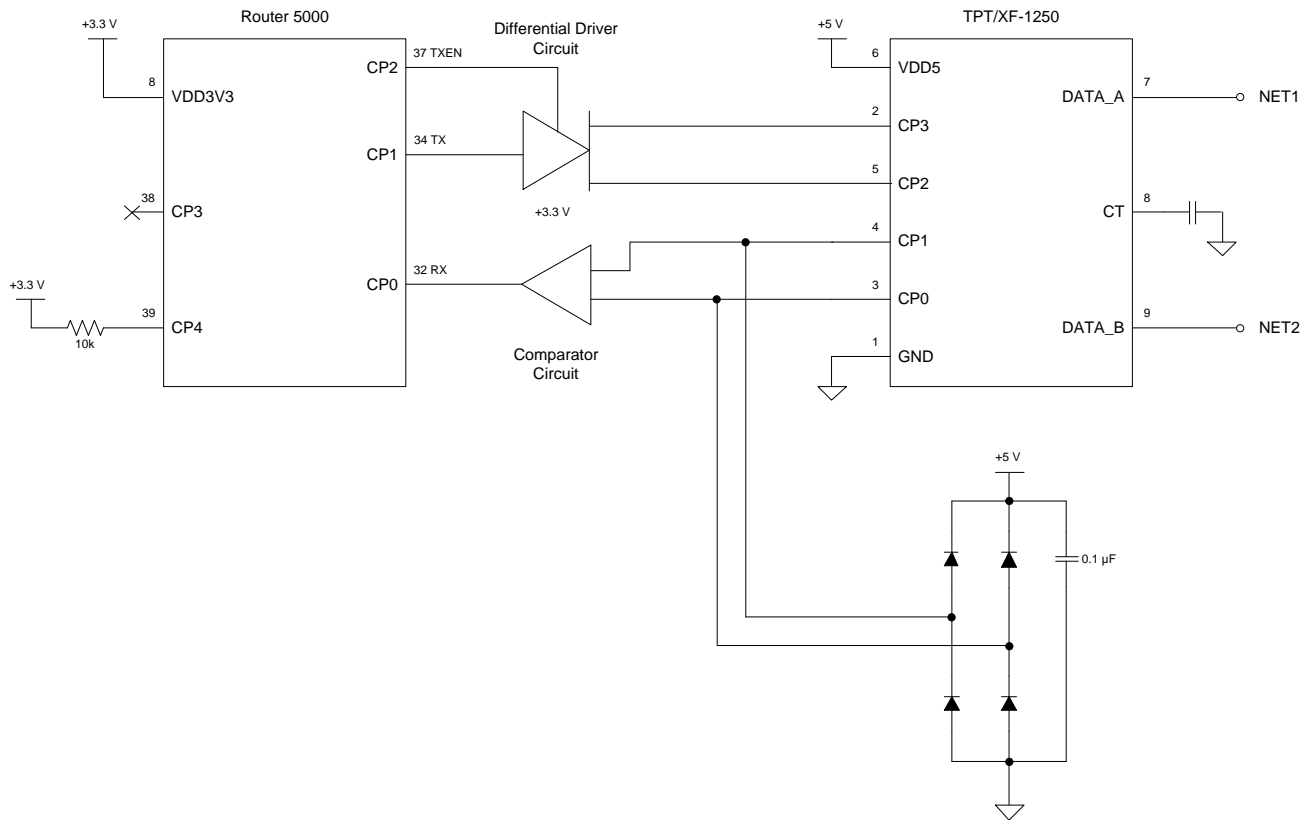 Router 5000
+3.3 V
8
VDD3V3
CP2
37 TXEN
CP1
34 TX
38
CP3
CP0
32 RX
+3.3 V
39
CP4
10k
Differential Driver
Circuit
+3.3 V
Comparator
Circuit
TPT/XF-1250
+5 V
6
VDD5
DATA_A
7
NET1
2
CP3
5
CP2
CT
8
4
CP1
3
CP0
DATA_B
9
NET2
1
GND
+5 V
0.1 µF